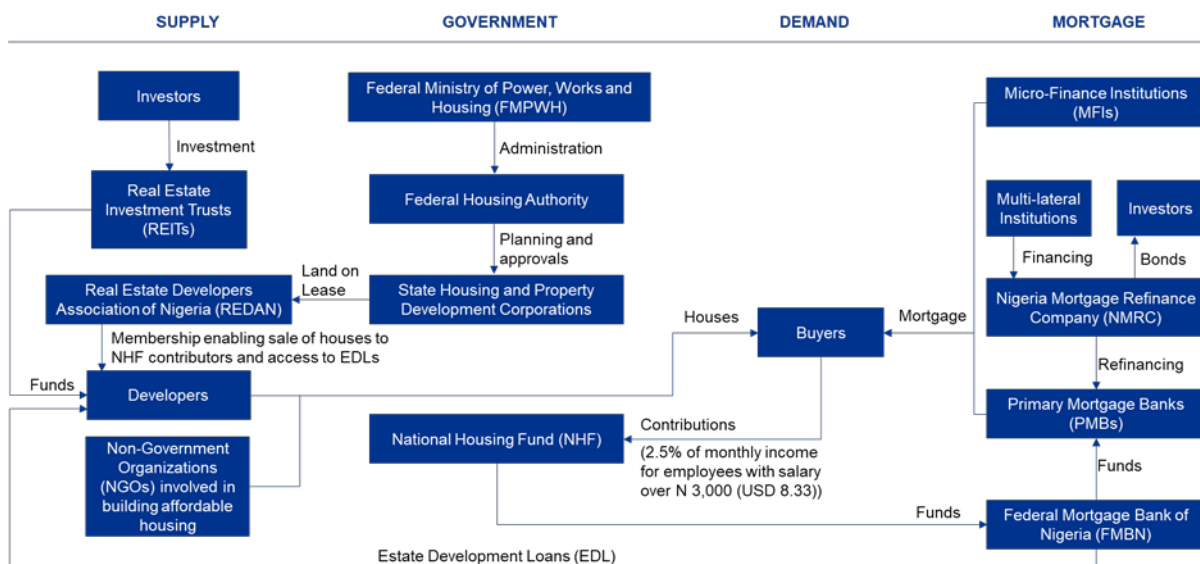 SUPPLY
GOVERNMENT
DEMAND
MORTGAGE
Investors
Investment
Real Estate
Investment Trusts
(REITs)
Real Estate Developers
Association of Nigeria (REDAN)
Membership enabling sale of houses to
NHF contributors and access to EDLs
Funds
Developers
Non-Government
Organizations
(NGOs) involved in
building affordable
housing
Federal Ministry of Power, Works and
Housing (FMPWH)
Administration
Federal Housing Authority
Planning and
approvals
Land on
Lease
State Housing and Property
Development Corporations
Houses
Buyers
Mortgage
National Housing Fund (NHF)
Contributions
(2.5% of monthly income
for employees with salary
over N 3,000 (USD 8.33))
Funds
Estate Development Loans (EDL)
Micro-Finance Institutions
(MFIs)
Multi-lateral
Institutions
Investors
Financing
Bonds
Nigeria Mortgage Refinance
Company (NMRC)
Refinancing
Primary Mortgage Banks
(PMBs)
Funds
Federal Mortgage Bank of
Nigeria (FMBN)